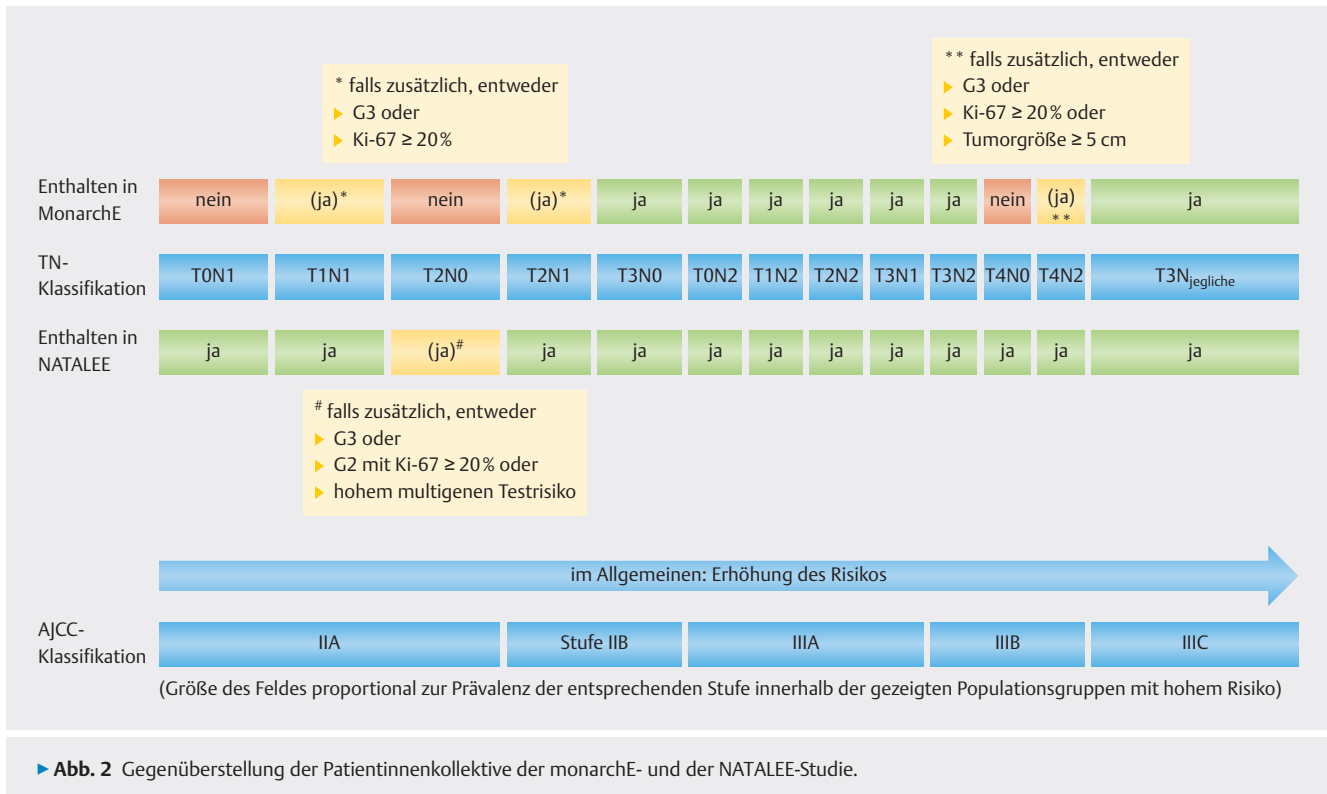 * falls zusätzlich, entweder
▶ G3 oder
▶ Ki-67 ≥ 20%
** falls zusätzlich, entweder
▶ G3 oder
▶ Ki-67 ≥ 20% oder
▶ Tumorgröße ≥ 5 cm
Enthalten in
MonarchE
nein (ja)* nein (ja)* ja ja ja ja ja ja nein (ja)** ja
TN-
Klassifikation
T0N1 T1N1 T2N0 T2N1 T3N0 T0N2 T1N2 T2N2 T3N1 T3N2 T4N0 T4N2 T3Njegliche
Enthalten in
NATALEE
ja ja (ja)# ja ja ja ja ja ja ja ja ja ja
# falls zusätzlich, entweder
▶ G3 oder
▶ G2 mit Ki-67 ≥ 20% oder
▶ hohem multigenen Testrisiko
im Allgemeinen: Erhöhung des Risikos
AJCC-
Klassifikation
IIA Stufe IIB IIIA IIIB IIIC
(Größe des Feldes proportional zur Prävalenz der entsprechenden Stufe innerhalb der gezeigten Populationsgruppen mit hohem Risiko)
▶ Abb. 2 Gegenüberstellung der Patientinnenkollektive der monarchE- und der NATALEE-Studie.